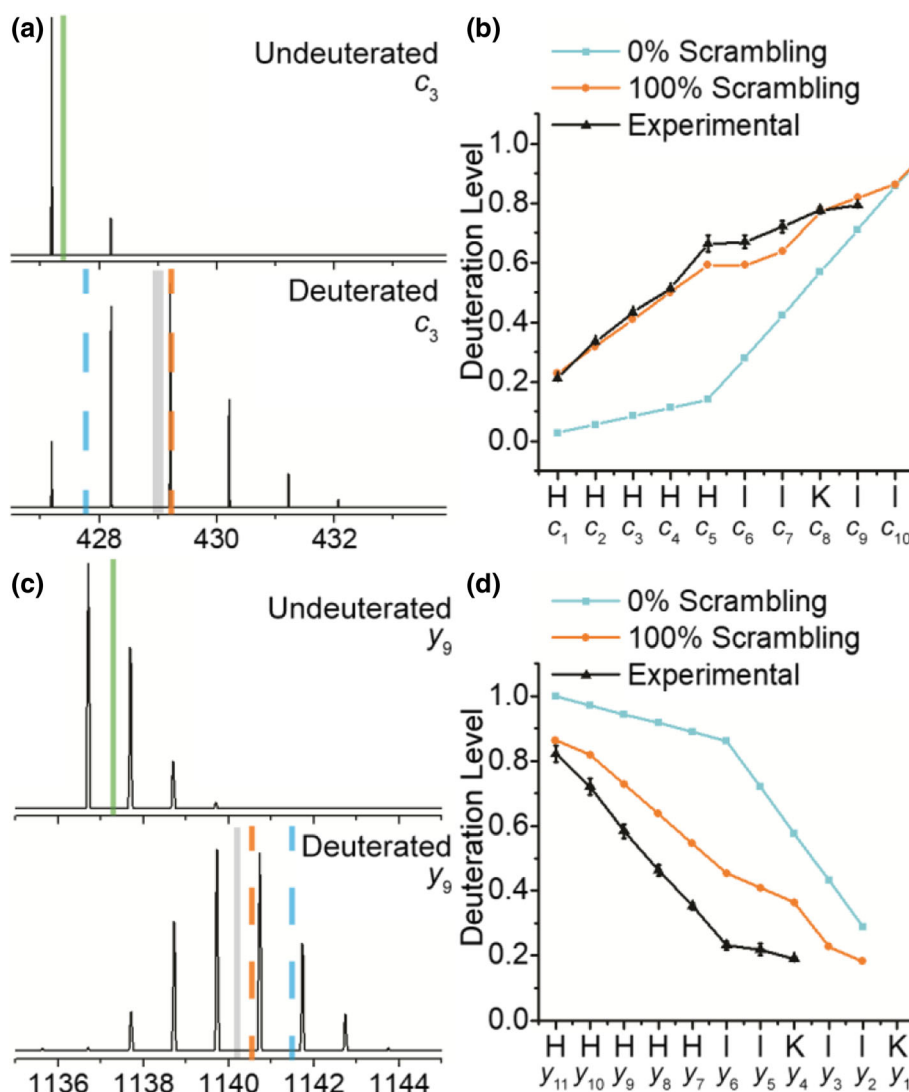 (a)
Undeuterated
c3
Deuterated
c3
428 430 432
(b)
0% Scrambling
100% Scrambling
Experimental
Deuteration Level
1.0
0.8
0.6
0.4
0.2
0.0
H H H H H I I K I I
c1 c2 c3 c4 c5 c6 c7 c8 c9 c10
(c)
Undeuterated
y9
Deuterated
y9
1136 1138 1140 1142 1144
(d)
0% Scrambling
100% Scrambling
Experimental
Deuteration Level
1.0
0.8
0.6
0.4
0.2
0.0
H H H H H I I K I I K
y11 y10 y9 y8 y7 y6 y5 y4 y3 y2 y1